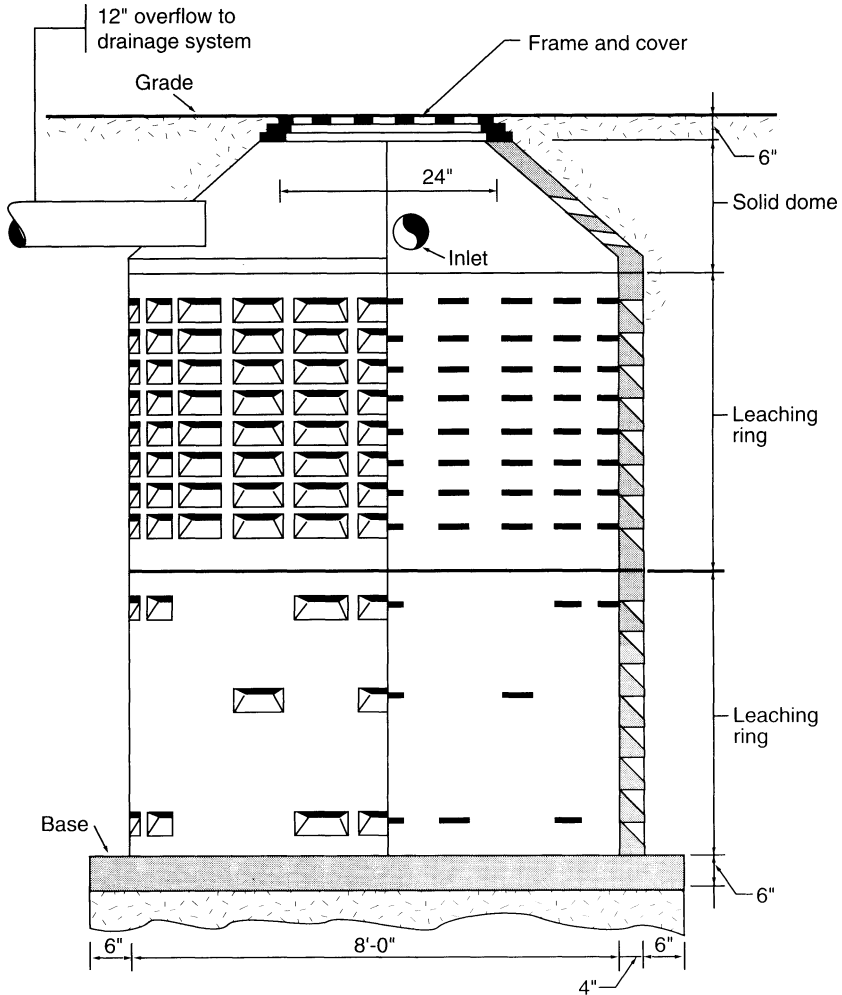 12" overflow to
drainage system
Frame and cover
Grade
6"
24"
Solid dome
Inlet
Leaching
ring
Leaching
ring
Base
6"
6"
8'-0"
6"
4"